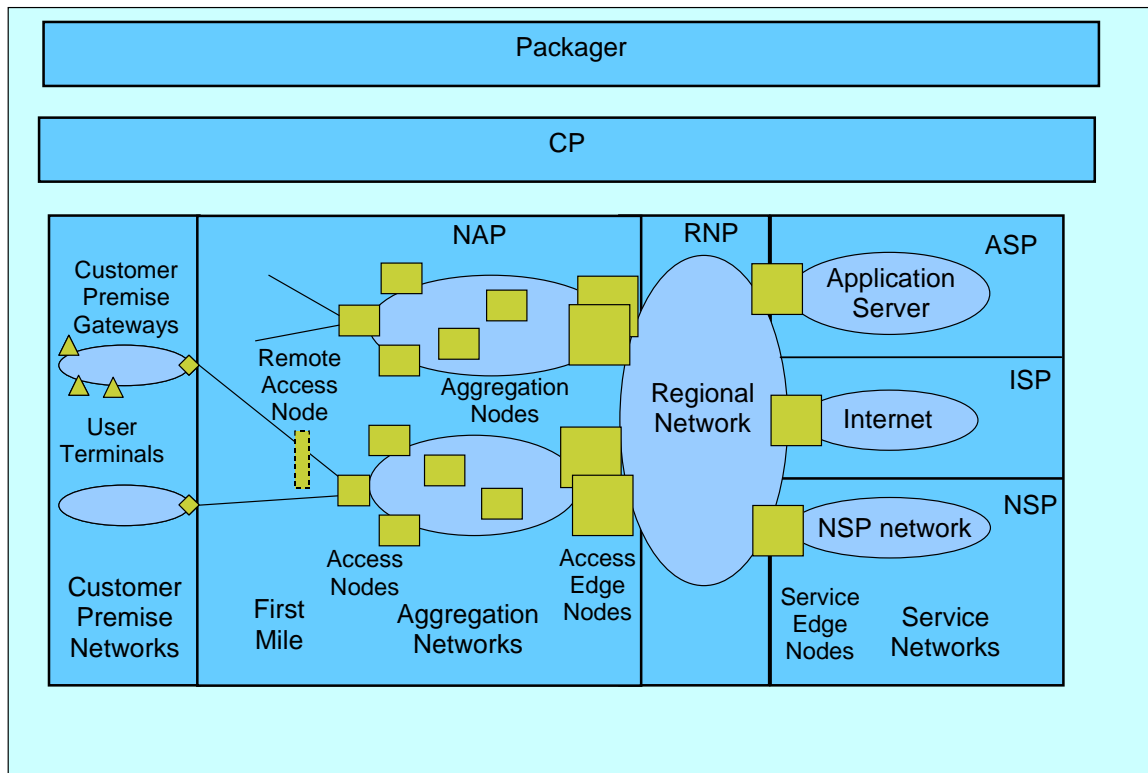 Packager
CP
NAP
RNP
ASP
Customer
Premise
Gateways
Application
Server
Remote
Access
Node
Aggregation
Nodes
Regional
Network
ISP
Internet
User
Terminals
NSP
NSP network
Access
Nodes
Access
Edge
Nodes
Customer
Premise
Networks
First
Mile
Aggregation
Networks
Service
Edge
Nodes
Service
Networks